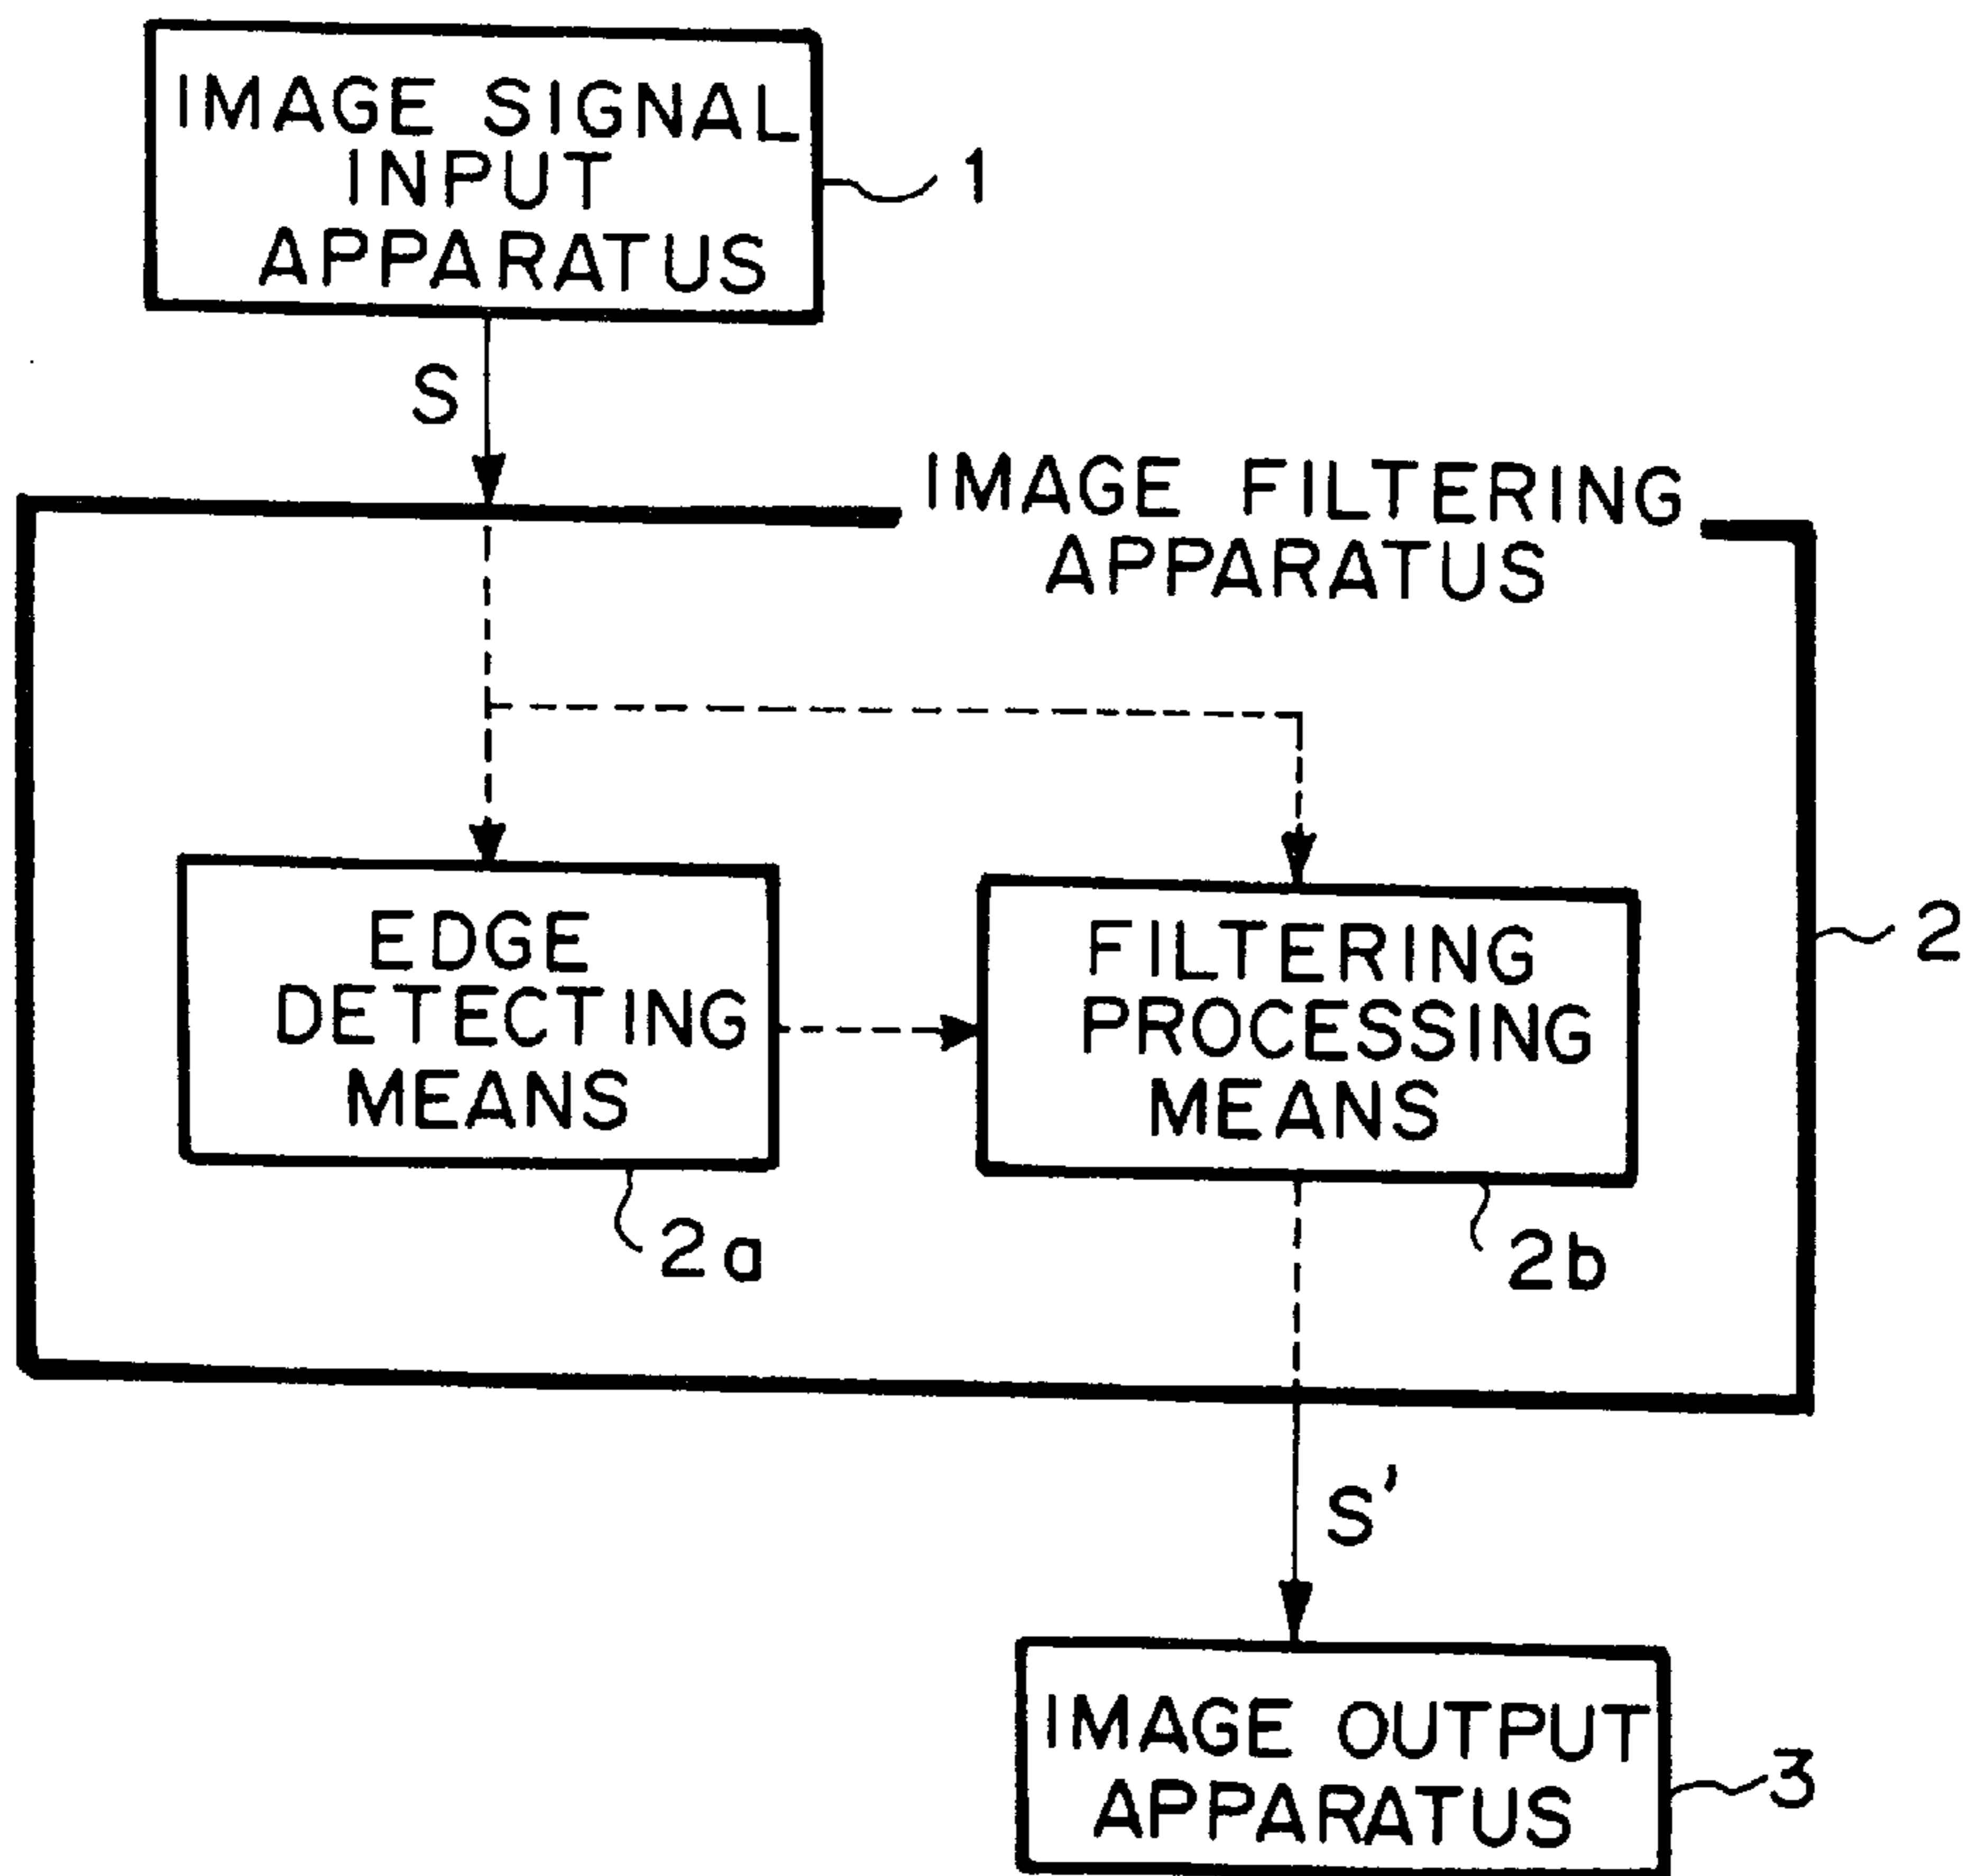 IMAGE SIGNAL
INPUT
APPARATUS
1
S
IMAGE FILTERING
APPARATUS
2
EDGE
DETECTING
MEANS
2a
FILTERING
PROCESSING
MEANS
2b
S'
IMAGE OUTPUT
APPARATUS
3